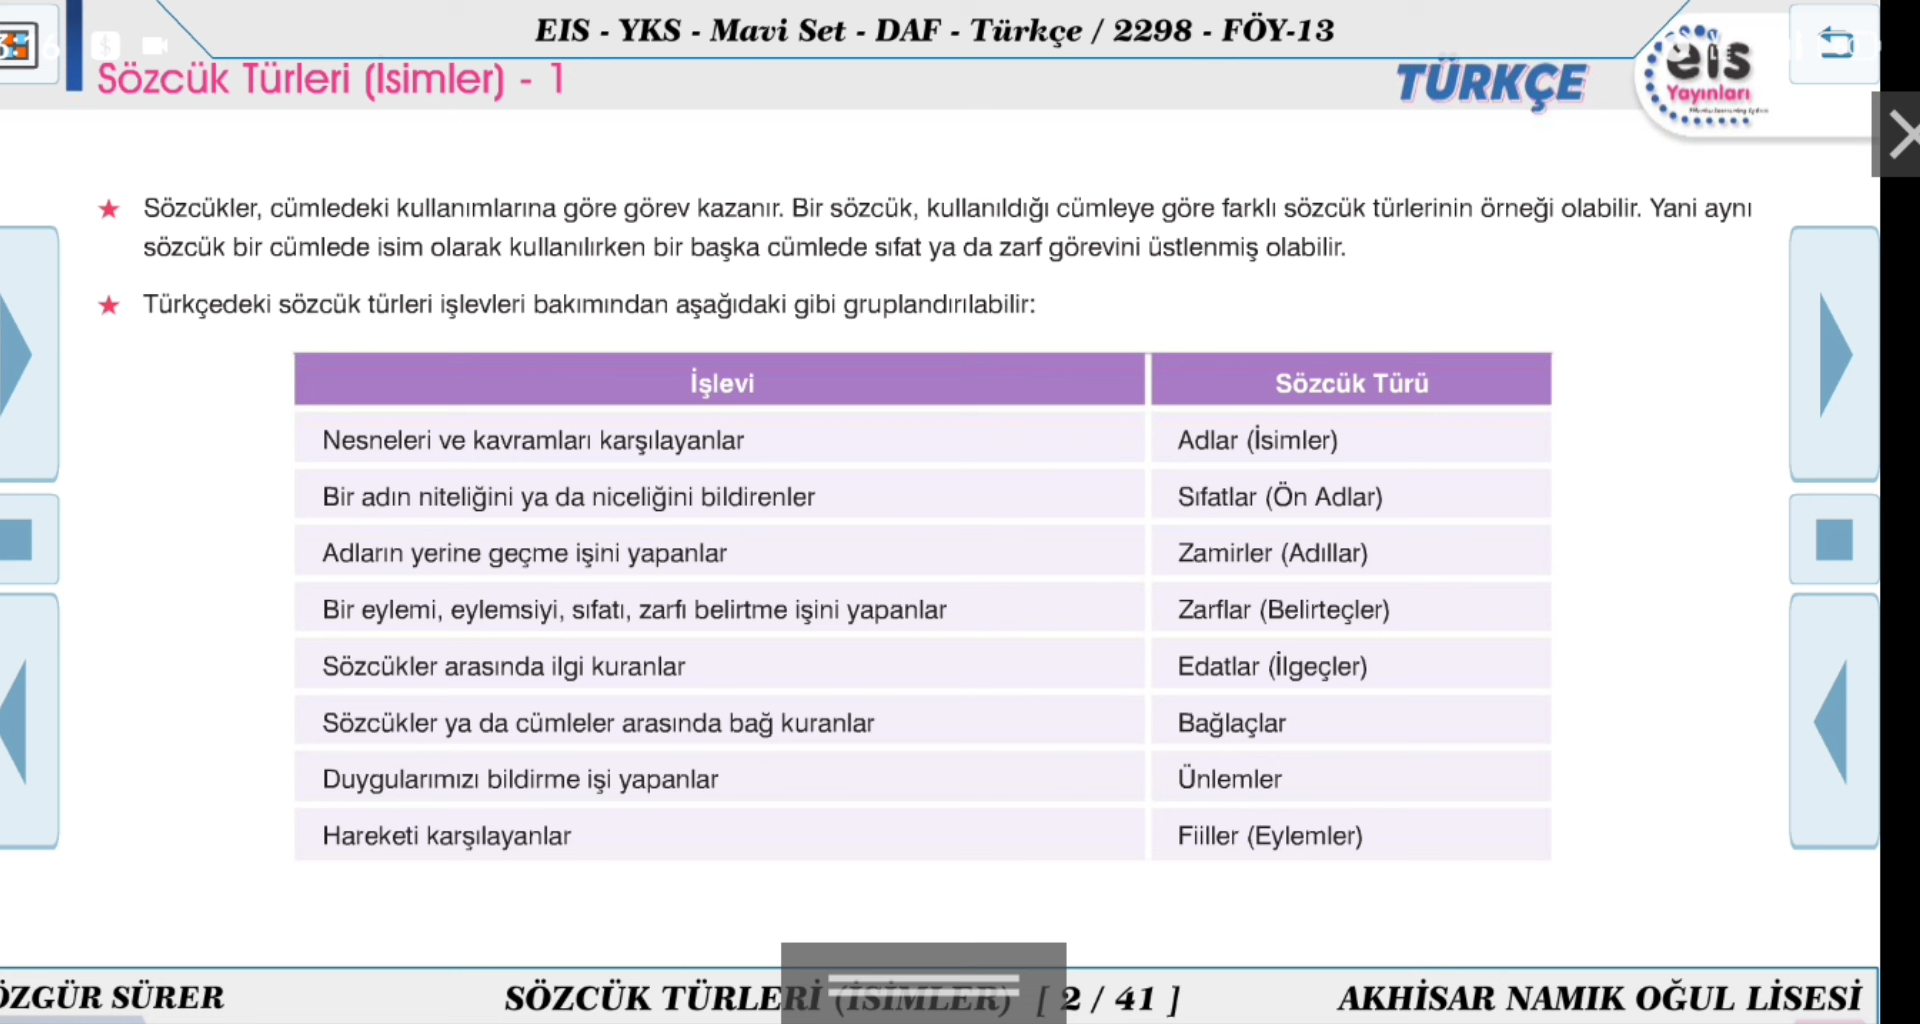 EIS - YKS - Mavi Set - DAF - Türkçe / 2298 - FÖY-13
Sözcük Türleri (İsimler) - 1
TÜRKÇE
eis
Yayınları
★ Sözcükler, cümledeki kullanımlarına göre görev kazanır. Bir sözcük, kullanıldığı cümleye göre farklı sözcük türlerinin örneği olabilir. Yani aynı
sözcük bir cümlede isim olarak kullanılırken bir başka cümlede sıfat ya da zarf görevini üstlenmiş olabilir.
★ Türkçedeki sözcük türleri işlevleri bakımından aşağıdaki gibi gruplandırılabilir:
İşlevi Sözcük Türü
Nesneleri ve kavramları karşılayanlar Adlar (İsimler)
Bir adın niteliğini ya da niceliğini bildirenler Sıfatlar (Ön Adlar)
Adların yerine geçme işini yapanlar Zamirler (Adıllar)
Bir eylemi, eylemsiyi, sıfatı, zarfı belirtme işini yapanlar Zarflar (Belirteçler)
Sözcükler arasında ilgi kuranlar Edatlar (İlgeçler)
Sözcükler ya da cümleler arasında bağ kuranlar Bağlaçlar
Duygularımızı bildirme işi yapanlar Ünlemler
Hareketi karşılayanlar Fiiller (Eylemler)
ÖZGÜR SÜRER SÖZCÜK TÜRLERİ (İSİMLER) [ 2 / 41 ] AKHİSAR NAMIK OĞUL LİSESİ